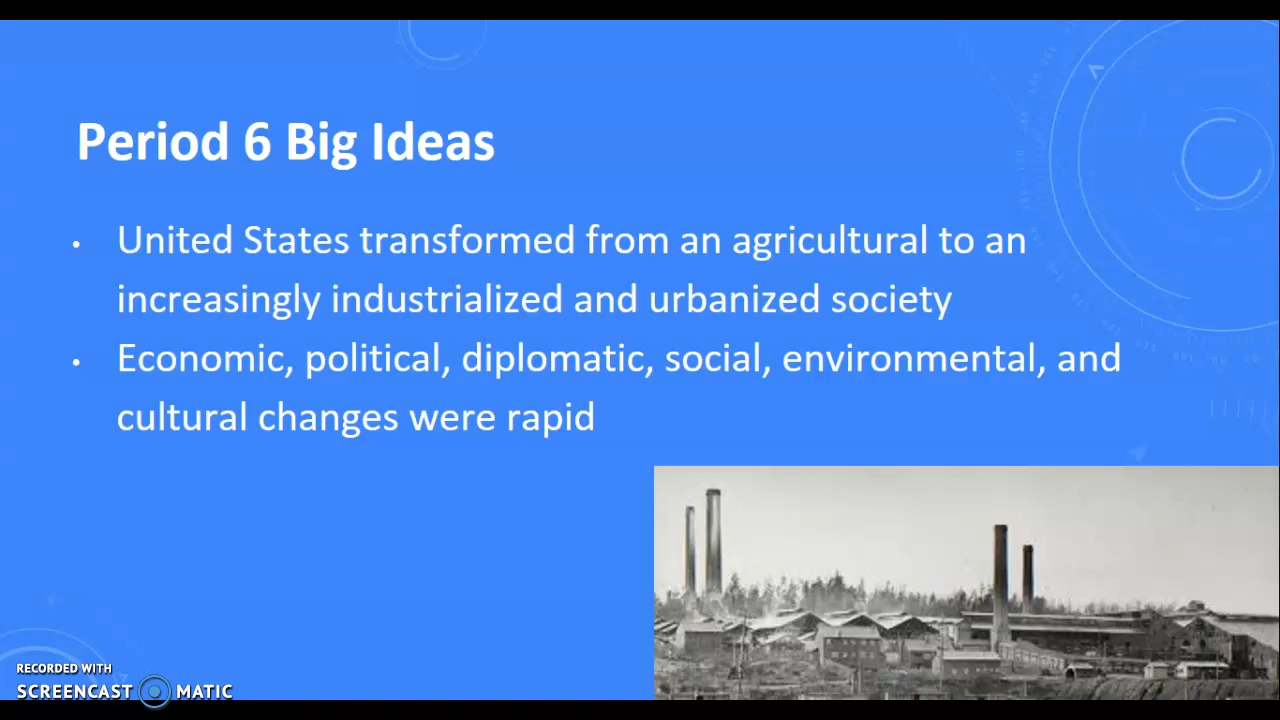 Period 6 Big Ideas
• United States transformed from an agricultural to an
increasingly industrialized and urbanized society
• Economic, political, diplomatic, social, environmental, and
cultural changes were rapid
RECORDED WITH
SCREENCAST MATIC